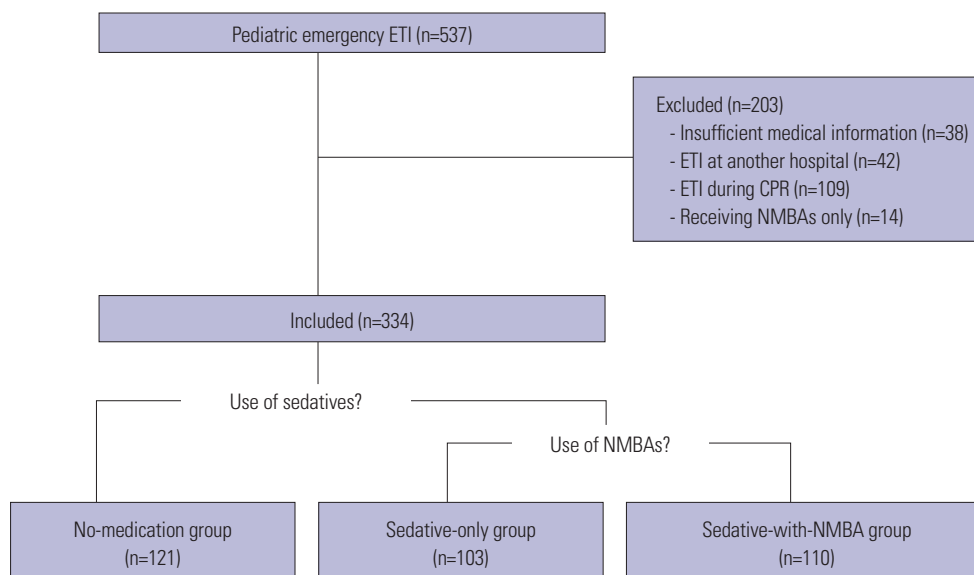 Pediatric emergency ETI (n=537)
Excluded (n=203)
- Insufficient medical information (n=38)
- ETI at another hospital (n=42)
- ETI during CPR (n=109)
- Receiving NMBAs only (n=14)
Included (n=334)
Use of sedatives?
Use of NMBAs?
No-medication group
(n=121)
Sedative-only group
(n=103)
Sedative-with-NMBA group
(n=110)